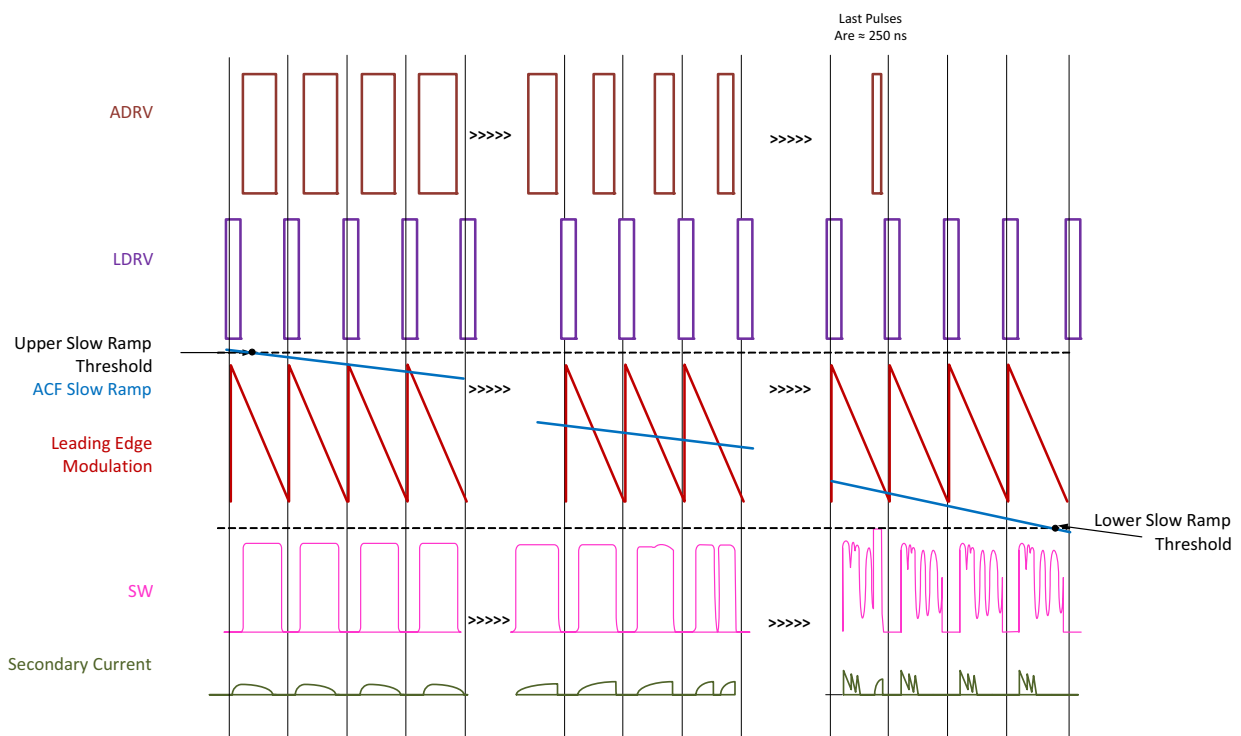 Last Pulses
Are ≈ 250 ns
ADRV
>>>>>
>>>>>
LDRV
Upper Slow Ramp
Threshold
ACF Slow Ramp
>>>>>
>>>>>
Leading Edge
Modulation
Lower Slow Ramp
Threshold
SW
>>>>>
>>>>>
Secondary Current